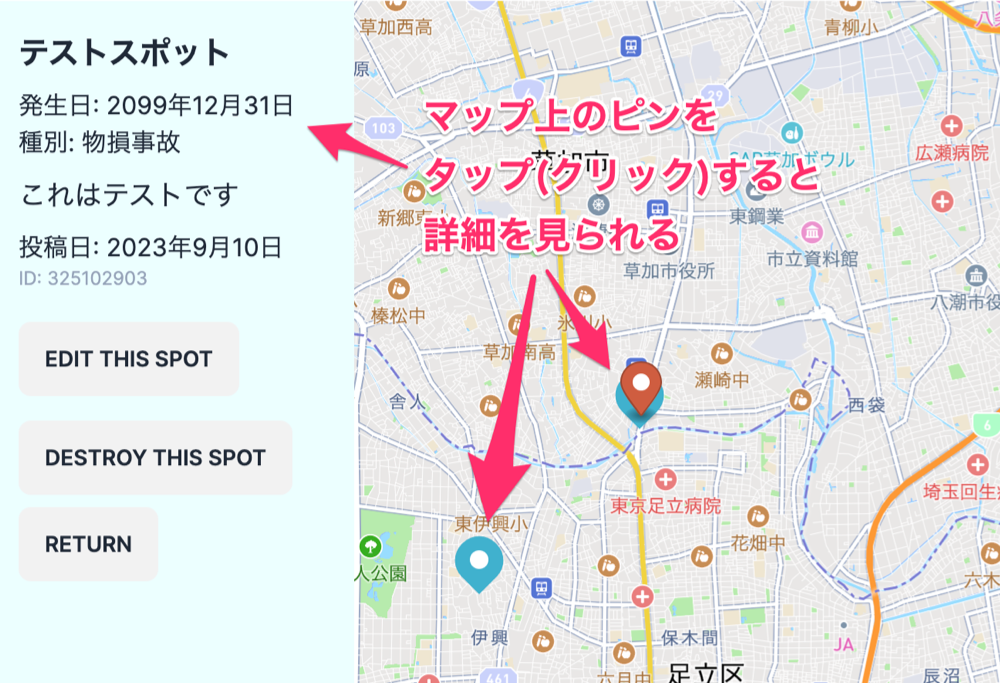 テストスポット
発生日: 2099年12月31日
種別: 物損事故
これはテストです
投稿日: 2023年9月10日
ID: 325102903
EDIT THIS SPOT
DESTROY THIS SPOT
RETURN
マップ上のピンを
タップ(クリック)すると
詳細を見られる
草加西高
青柳小
原
29
103
6
草加市
広瀬病院
東鋼業
市立資料館
草加市役所
八潮市役
榛松中
氷川小
草加南高
瀬崎中
舎人
西袋
6
埼玉回生
東京足立病院
東伊興小
花畑中
人公園
六木
伊興
保木間
JA
足立区
六月中
辰沼
461